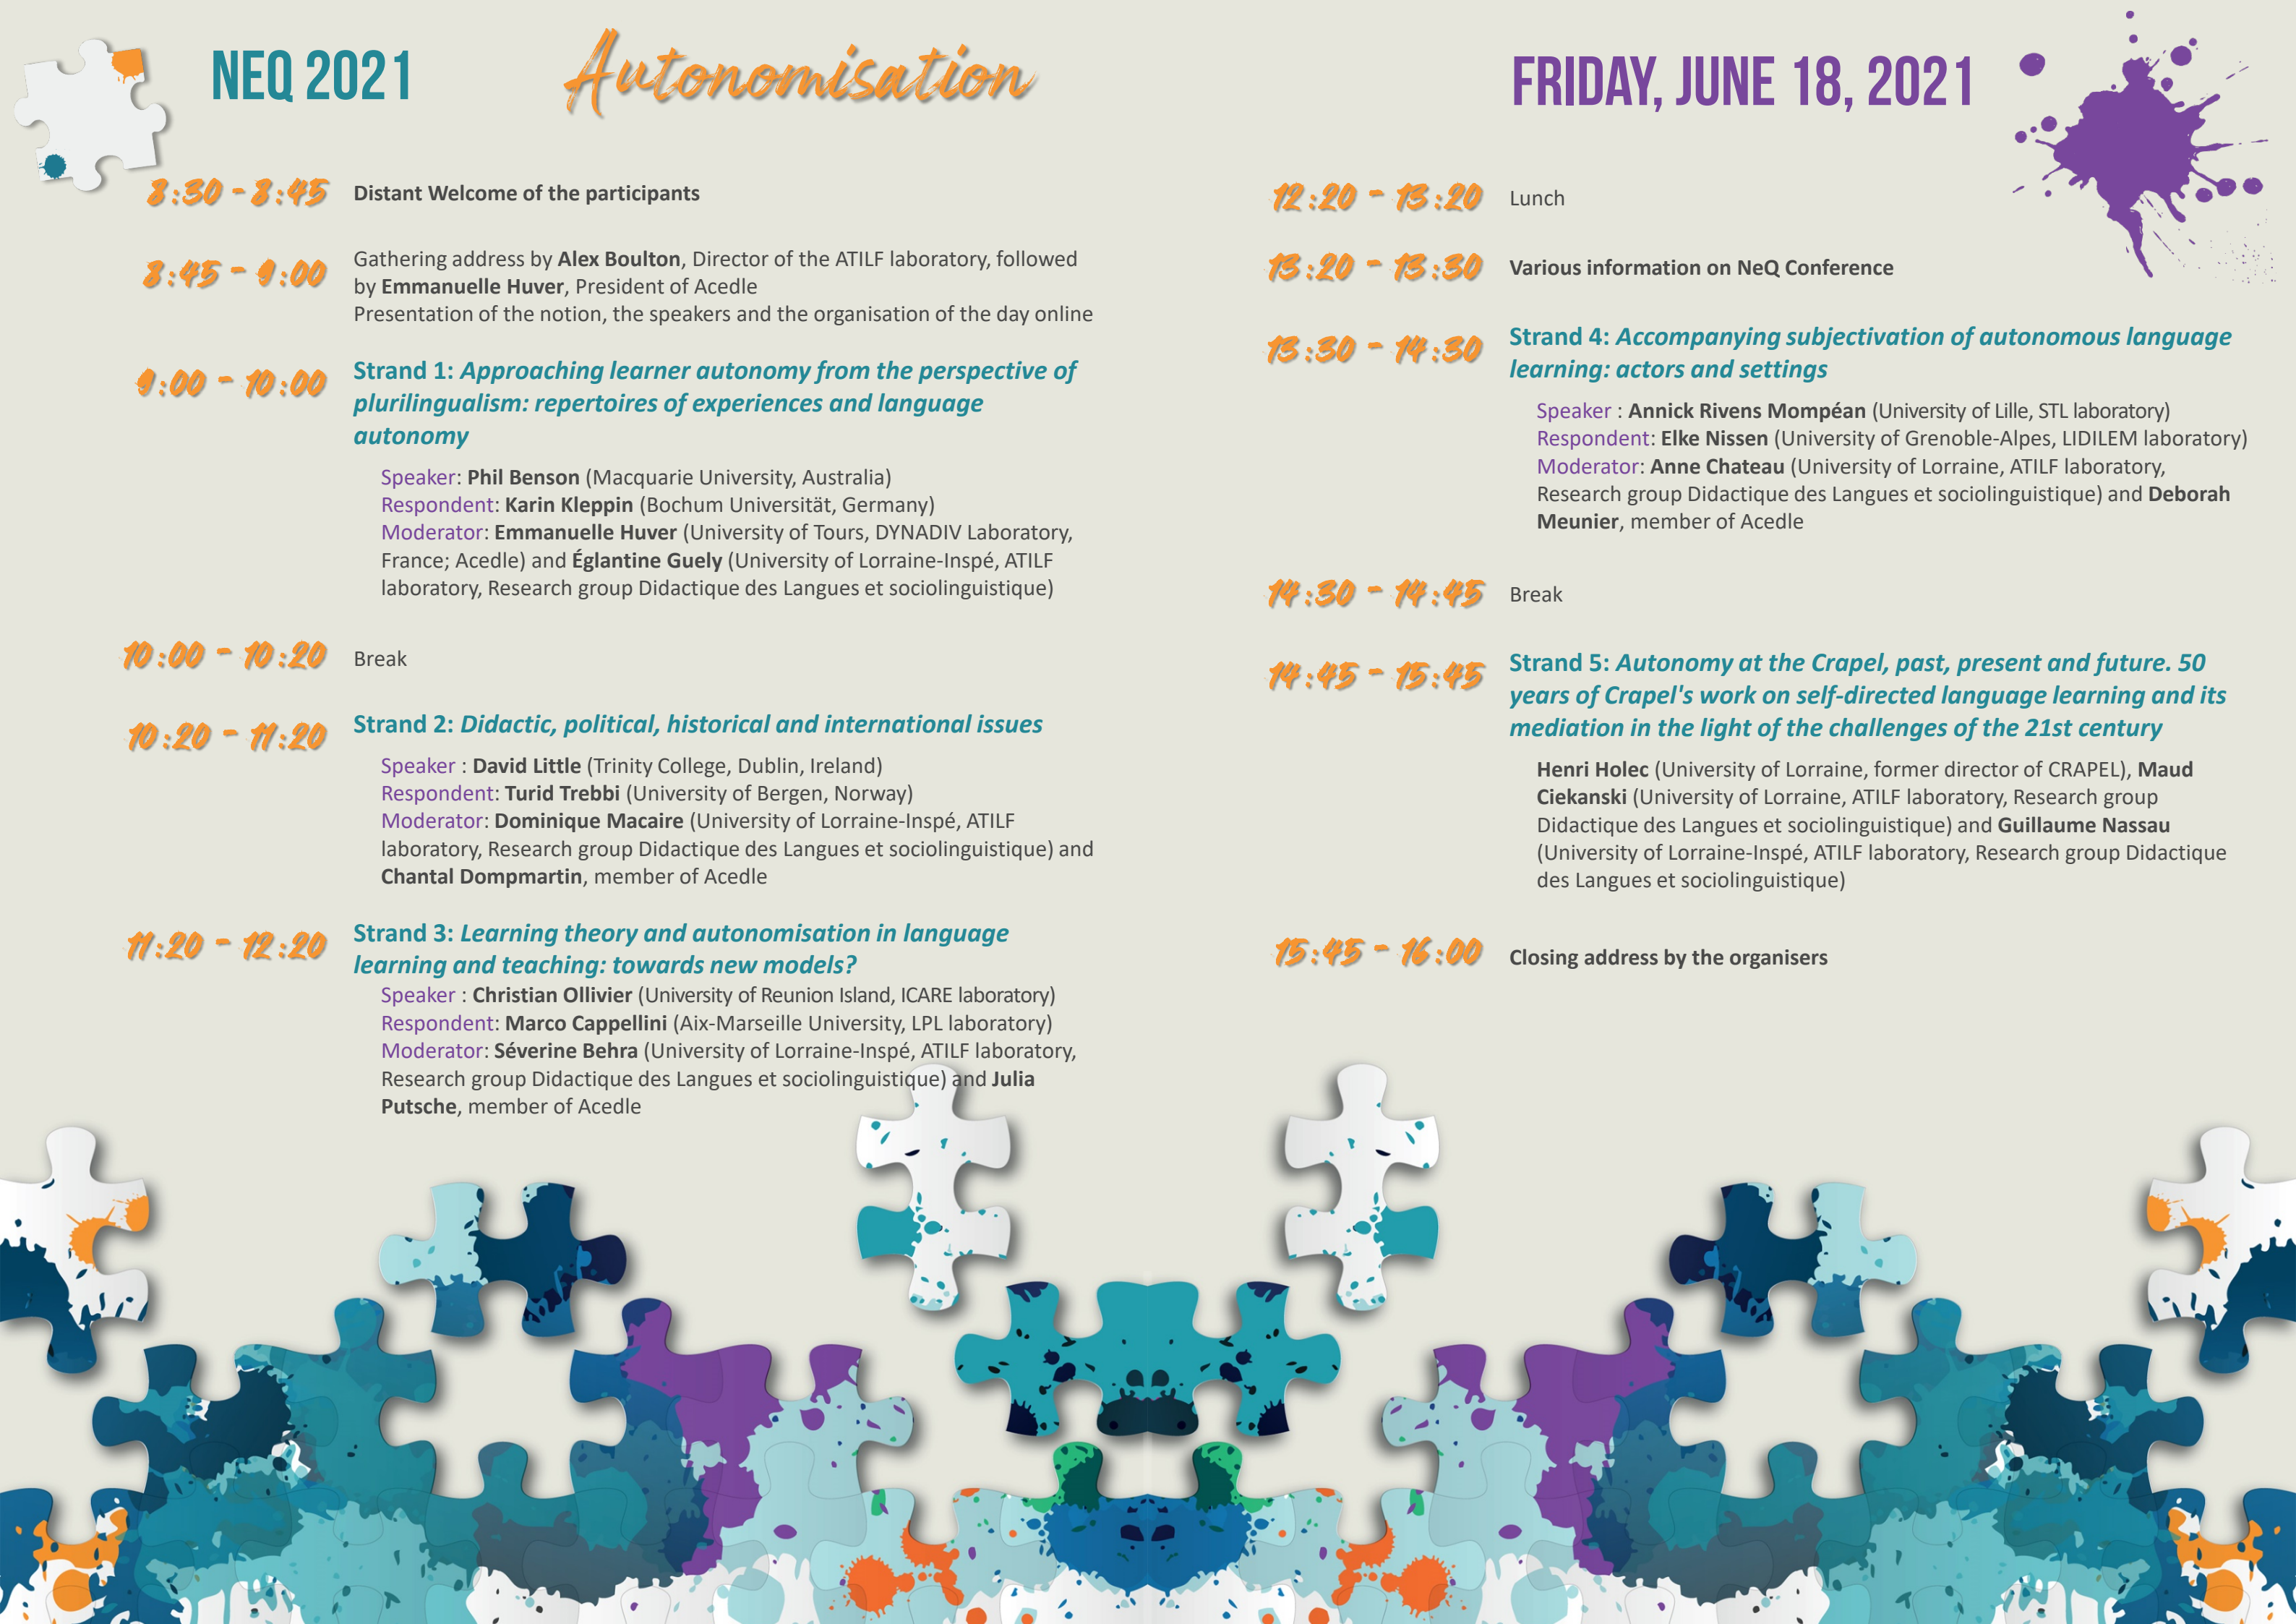 NEQ 2021
Autonomisation
FRIDAY, JUNE 18, 2021
8:30 - 8:45
Distant Welcome of the participants
8:45 - 9:00
Gathering address by Alex Boulton, Director of the ATILF laboratory, followed
by Emmanuelle Huver, President of Acedle
Presentation of the notion, the speakers and the organisation of the day online
9:00 - 10:00
Strand 1: Approaching learner autonomy from the perspective of
plurilingualism: repertoires of experiences and language
autonomy
Speaker: Phil Benson (Macquarie University, Australia)
Respondent: Karin Kleppin (Bochum Universität, Germany)
Moderator: Emmanuelle Huver (University of Tours, DYNADIV Laboratory,
France; Acedle) and Églantine Guely (University of Lorraine-Inspé, ATILF
laboratory, Research group Didactique des Langues et sociolinguistique)
10:00 - 10:20
Break
10:20 - 11:20
Strand 2: Didactic, political, historical and international issues
Speaker : David Little (Trinity College, Dublin, Ireland)
Respondent: Turid Trebbi (University of Bergen, Norway)
Moderator: Dominique Macaire (University of Lorraine-Inspé, ATILF
laboratory, Research group Didactique des Langues et sociolinguistique) and
Chantal Dompmartin, member of Acedle
11:20 - 12:20
Strand 3: Learning theory and autonomisation in language
learning and teaching: towards new models?
Speaker : Christian Ollivier (University of Reunion Island, ICARE laboratory)
Respondent: Marco Cappellini (Aix-Marseille University, LPL laboratory)
Moderator: Séverine Behra (University of Lorraine-Inspé, ATILF laboratory,
Research group Didactique des Langues et sociolinguistique) and Julia
Putsche, member of Acedle
12:20 - 13:20
Lunch
13:20 - 13:30
Various information on NeQ Conference
13:30 - 14:30
Strand 4: Accompanying subjectivation of autonomous language
learning: actors and settings
Speaker : Annick Rivens Mompéan (University of Lille, STL laboratory)
Respondent: Elke Nissen (University of Grenoble-Alpes, LIDILEM laboratory)
Moderator: Anne Chateau (University of Lorraine, ATILF laboratory,
Research group Didactique des Langues et sociolinguistique) and Deborah
Meunier, member of Acedle
14:30 - 14:45
Break
14:45 - 15:45
Strand 5: Autonomy at the Crapel, past, present and future. 50
years of Crapel's work on self-directed language learning and its
mediation in the light of the challenges of the 21st century
Henri Holec (University of Lorraine, former director of CRAPEL), Maud
Ciekanski (University of Lorraine, ATILF laboratory, Research group
Didactique des Langues et sociolinguistique) and Guillaume Nassau
(University of Lorraine-Inspé, ATILF laboratory, Research group Didactique
des Langues et sociolinguistique)
15:45 - 16:00
Closing address by the organisers